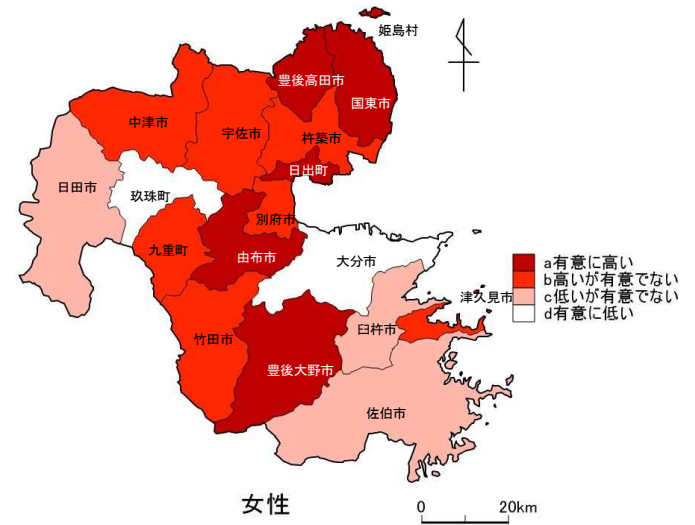 姫島村
豊後高田市
国東市
中津市
宇佐市
杵築市
日出町
日田市
玖珠町
別府市
九重町
由布市
大分市
a有意に高い
b高いが有意でない
c低いが有意でない
d有意に低い
津久見市
臼杵市
竹田市
豊後大野市
佐伯市
女性
0 20km